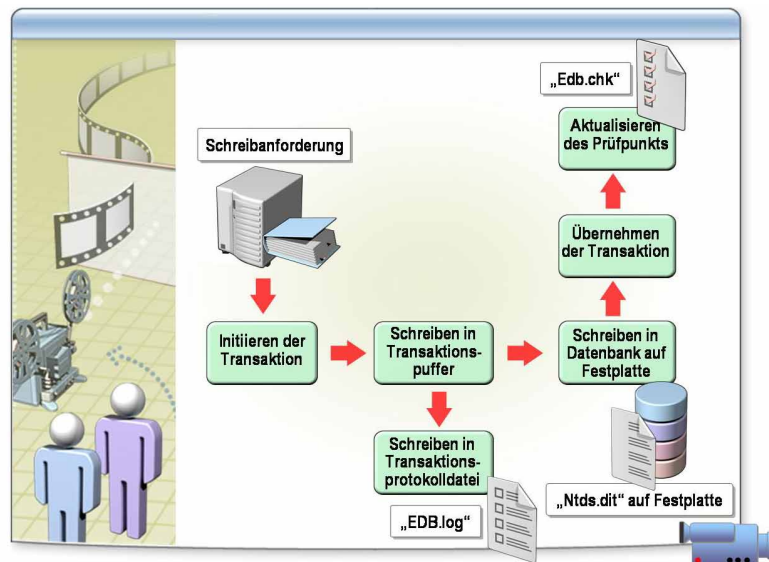 „Edb.chk“
Aktualisieren
des Prüfpunkts
Schreibanforderung
Übernehmen
der Transaktion
Initiieren der
Transaktion
Schreiben in
Transaktions-
puffer
Schreiben in
Datenbank auf
Festplatte
Schreiben in
Transaktions-
protokolldatei
„Ntds.dit“ auf Festplatte
„EDB.log“